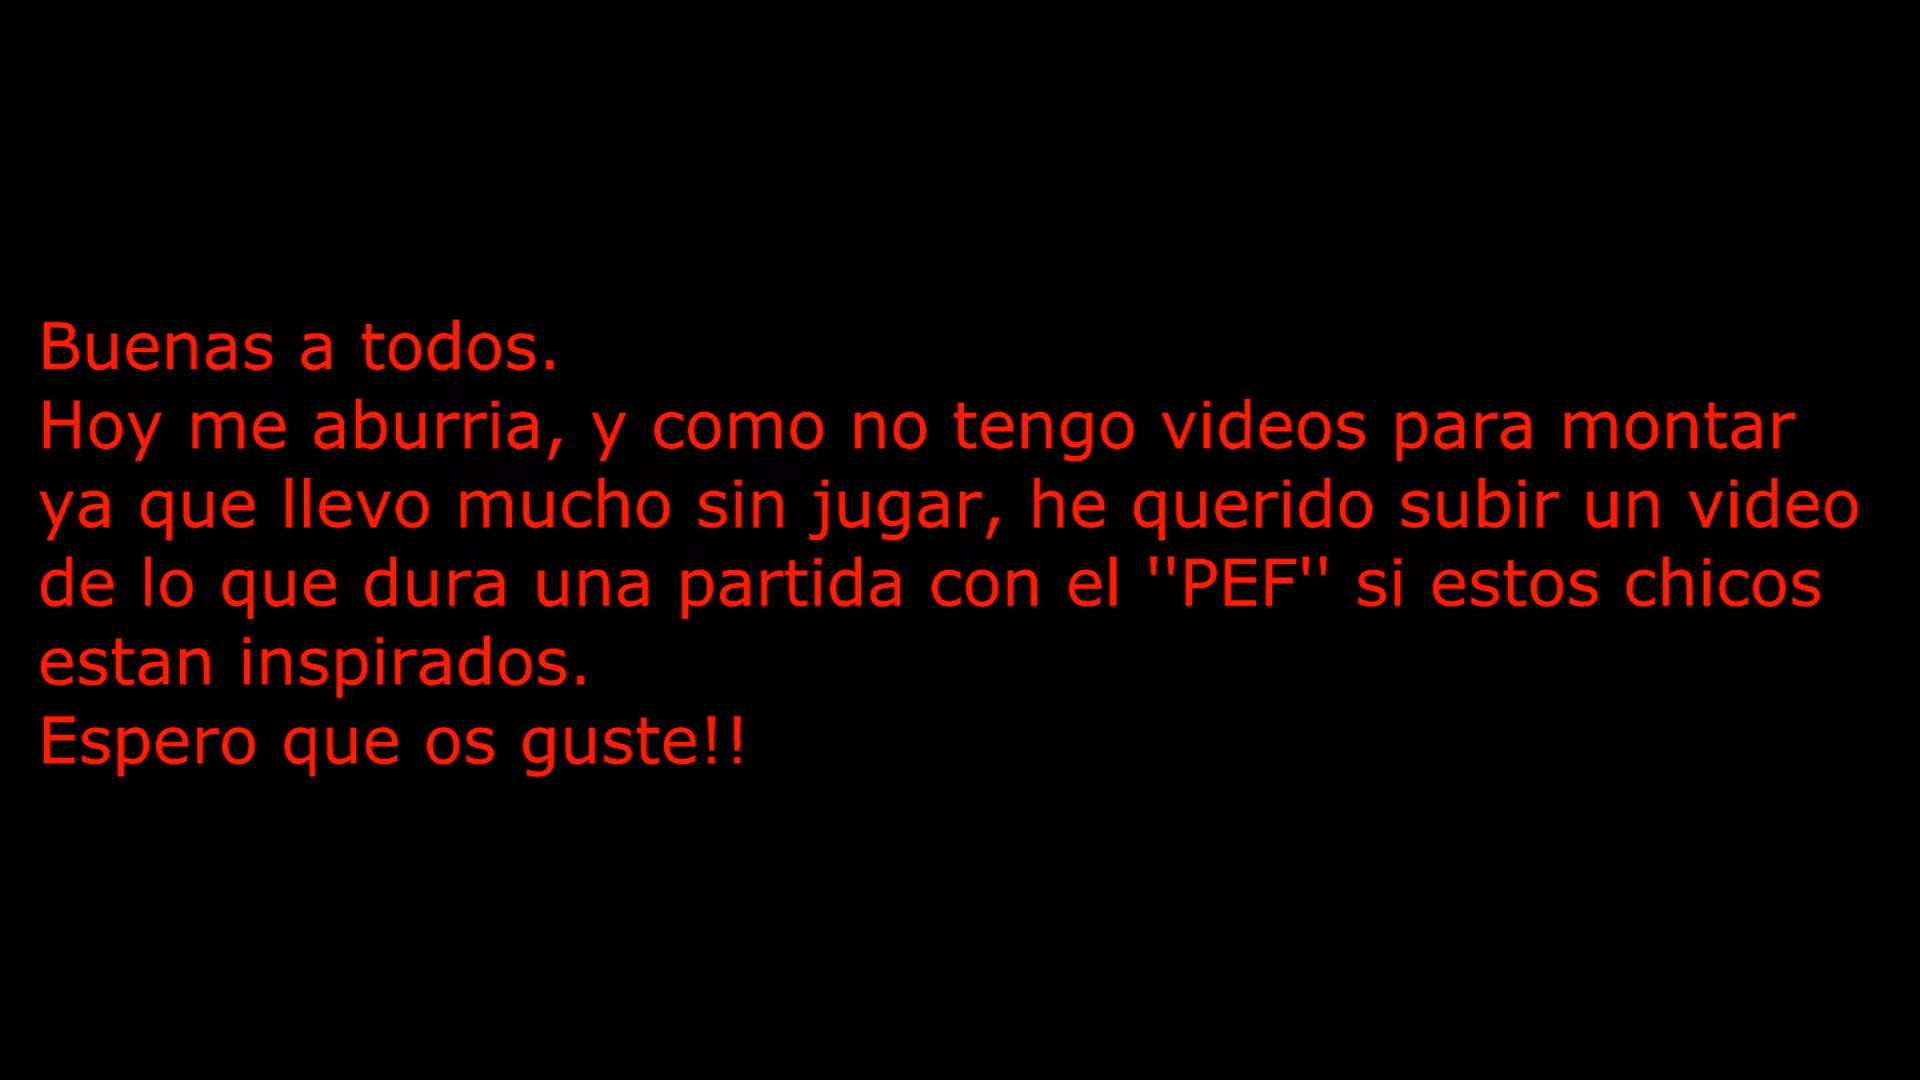 Buenas a todos.
Hoy me aburria, y como no tengo videos para montar
ya que llevo mucho sin jugar, he querido subir un video
de lo que dura una partida con el "PEF" si estos chicos
estan inspirados.
Espero que os guste!!